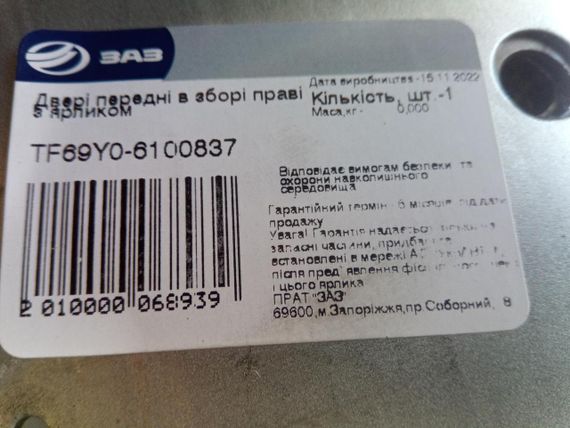 ЗАЗ
Дата виробництва -15.11.2022
Двері передні в зборі праві
з ярликом
Кількість, шт.-1
Маса,кг - 0,000
TF69Y0-6100837
Відповідає вимогам безпеки та
охорони навколишнього
середовища
Гарантійний термін - 6 місяців від дати
продажу
Увага! Гарантія надається
запасні частини,
встановлені в мережі
після пред`явлення
і цього ярлика
ПРАТ "ЗАЗ"
69600,м.Запоріжжя,пр.Соборний, 8
2 010000 068939